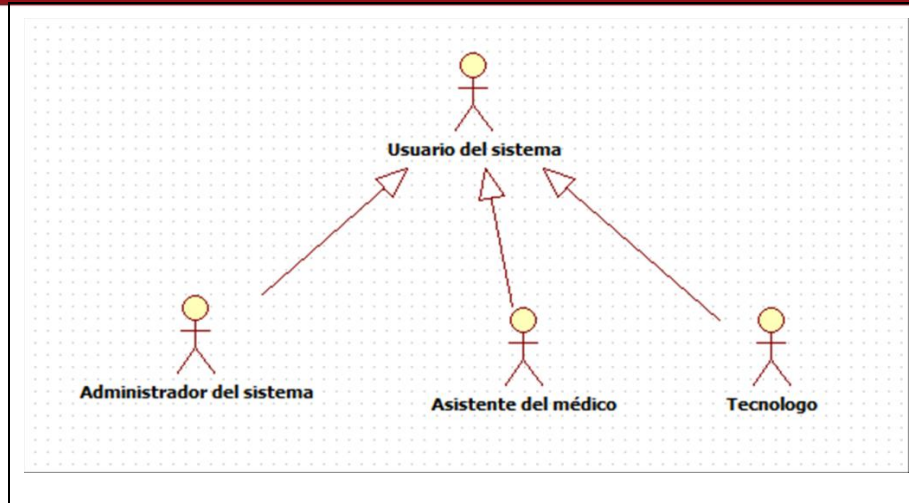 Usuario del sistema
Administrador del sistema
Asistente del médico
Tecnologo